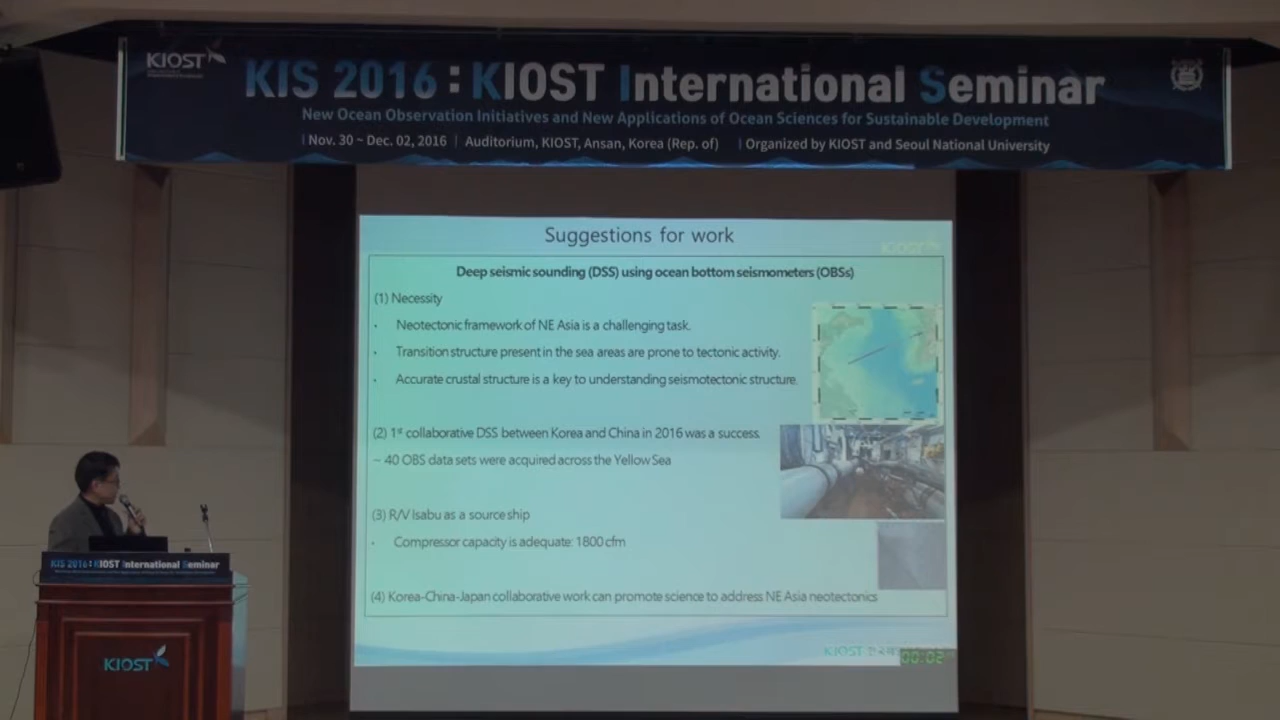 KIOST
KIS 2016 : KIOST International Seminar
New Ocean Observation Initiatives and New Applications of Ocean Sciences for Sustainable Development
Nov. 30 ~ Dec. 02, 2016 | Auditorium, KIOST, Ansan, Korea (Rep. of) | Organized by KIOST and Seoul National University
Suggestions for work
KIOST
Deep seismic sounding (DSS) using ocean bottom seismometers (OBSs)
(1) Necessity
· Neotectonic framework of NE Asia is a challenging task.
· Transition structure present in the sea areas are prone to tectonic activity.
· Accurate crustal structure is a key to understanding seismotectonic structure.
(2) 1st collaborative DSS between Korea and China in 2016 was a success.
~ 40 OBS data sets were acquired across the Yellow Sea
(3) R/V Isabu as a source ship
· Compressor capacity is adequate: 1800 cfm
(4) Korea-China-Japan collaborative work can promote science to address NE Asia neotectonics
KIOST
00:02
KIS 2016 : KIOST International Seminar
KIOST